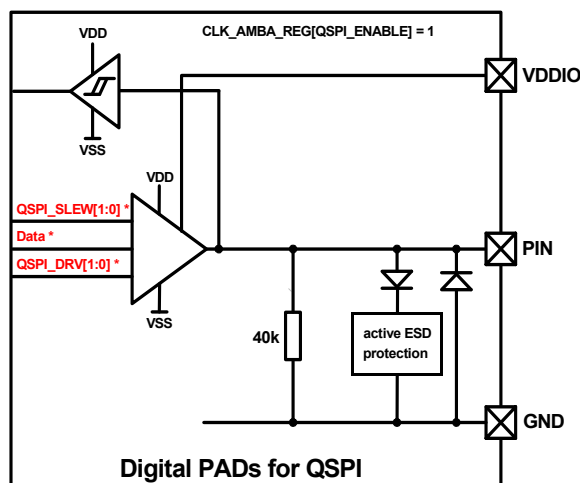 CLK_AMBA_REG[QSPI_ENABLE] = 1
VDD
VDDIO
VSS
VDD
QSPI_SLEW[1:0] *
Data *
QSPI_DRV[1:0] *
PIN
VSS
40k
active ESD
protection
GND
Digital PADs for QSPI